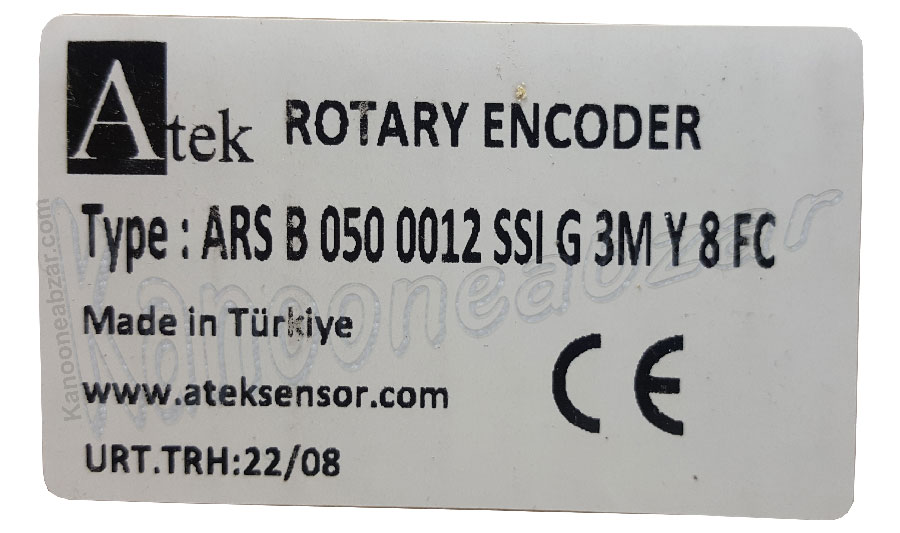 Atek ROTARY ENCODER
Type : ARS B 050 0012 SSI G 3M Y 8 FC
Made in Türkiye
www.ateksensor.com
CE
URT.TRH:22/08
Kanooneabzar.com
Kanooneabzar